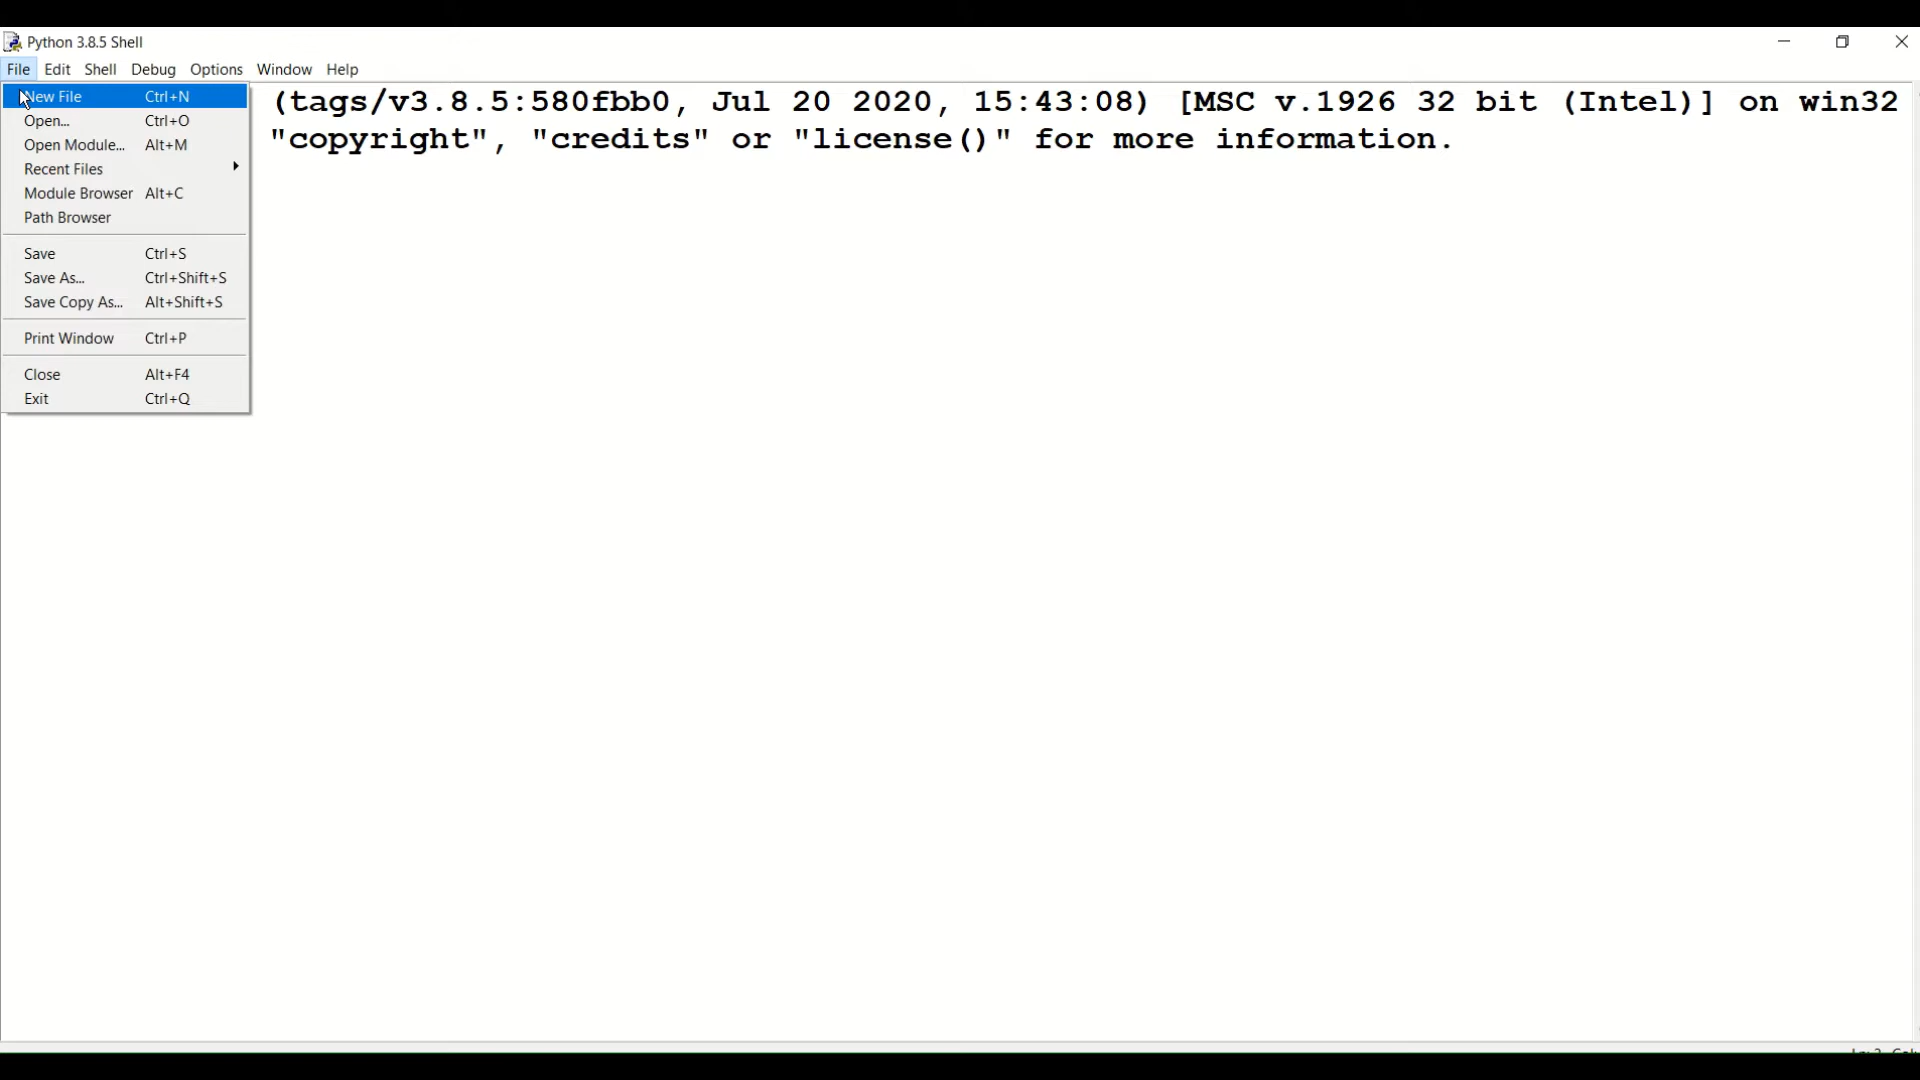 Python 3.8.5 Shell
File Edit Shell Debug Options Window Help
New File Ctrl+N
Open... Ctrl+O
Open Module... Alt+M
Recent Files
Module Browser Alt+C
Path Browser
Save Ctrl+S
Save As... Ctrl+Shift+S
Save Copy As... Alt+Shift+S
Print Window Ctrl+P
Close Alt+F4
Exit Ctrl+Q
(tags/v3.8.5:580fbb0, Jul 20 2020, 15:43:08) [MSC v.1926 32 bit (Intel)] on win32
"copyright", "credits" or "license()" for more information.